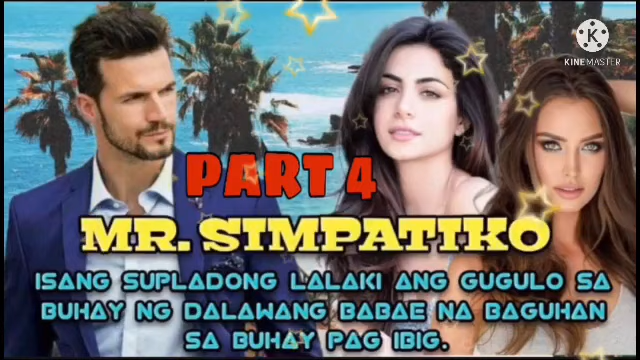 KINEMASTER
PART 4
MR. SIMPATIKO
ISANG SUPLADONG LALAKI ANG GUGULO SA
BUHAY NG DALAWANG BABAE NA BAGUHAN
SA BUHAY PAG IBIG.